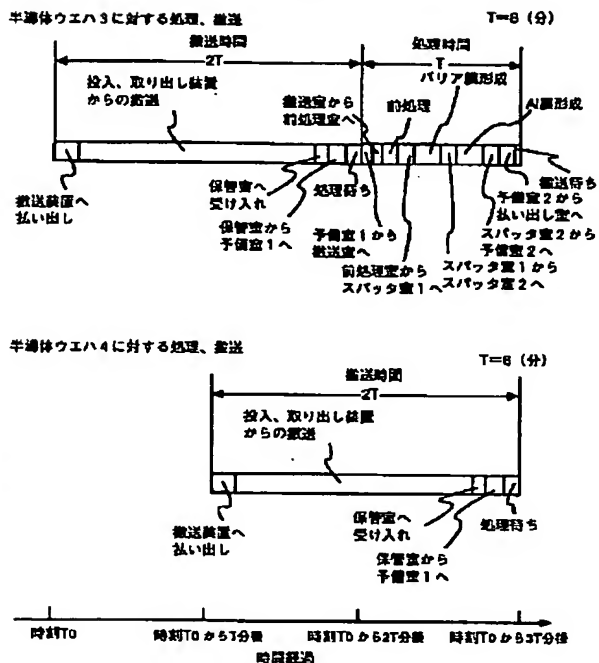 半導体ウエハ3に対する処理、搬送
T=6 (分)
搬送時間
2T
処理時間
T
投入、取り出し装置
からの搬送
バリア膜形成
搬送室から
前処理室へ
前処理
Al膜形成
搬送装置へ
払い出し
保管室へ
受け入れ
処理待ち
保管室から
予備室1へ
予備室1から
搬送室へ
前処理室から
スパッタ室1へ
スパッタ室1から
スパッタ室2へ
スパッタ室2から
予備室2へ
予備室2から
払い出し室へ
搬送待ち
半導体ウエハ4に対する処理、搬送
T=6 (分)
搬送時間
2T
投入、取り出し装置
からの搬送
搬送装置へ
払い出し
保管室へ
受け入れ
処理待ち
保管室から
予備室1へ
時刻T0
時刻T0から1T分後
時刻T0から2T分後
時刻T0から3T分後
時間経過